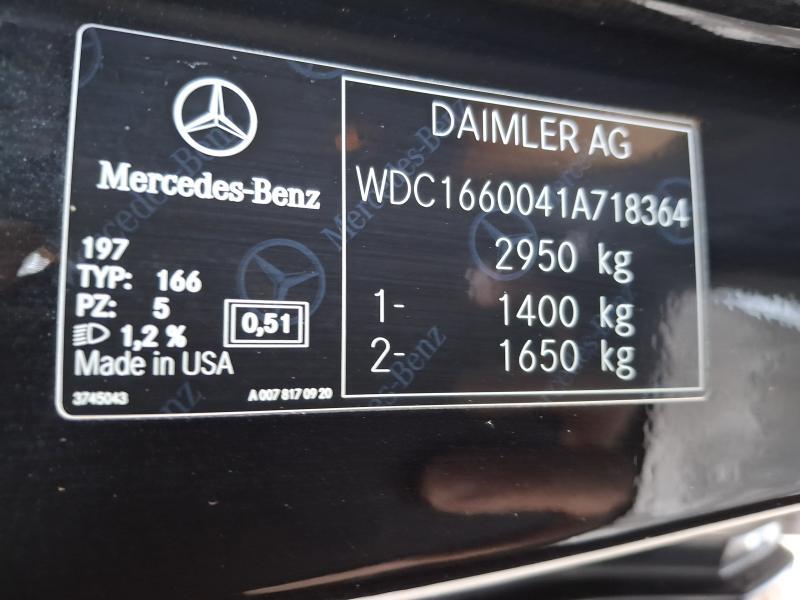 Mercedes-Benz
197
TYP: 166
PZ: 5
1,2 %
0,51
Made in USA
3745043
A 007 817 09 20
DAIMLER AG
WDC1660041A718364
2950 kg
1- 1400 kg
2- 1650 kg